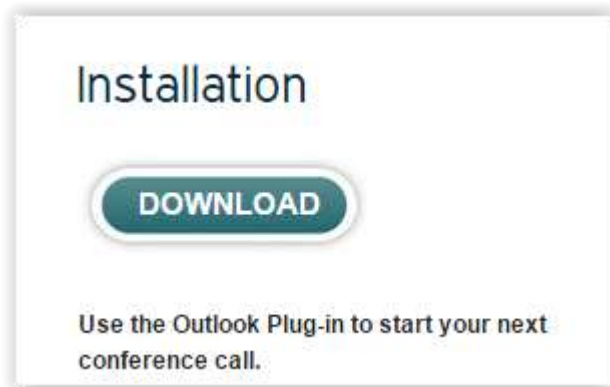 Installation
DOWNLOAD
Use the Outlook Plug-in to start your next
conference call.